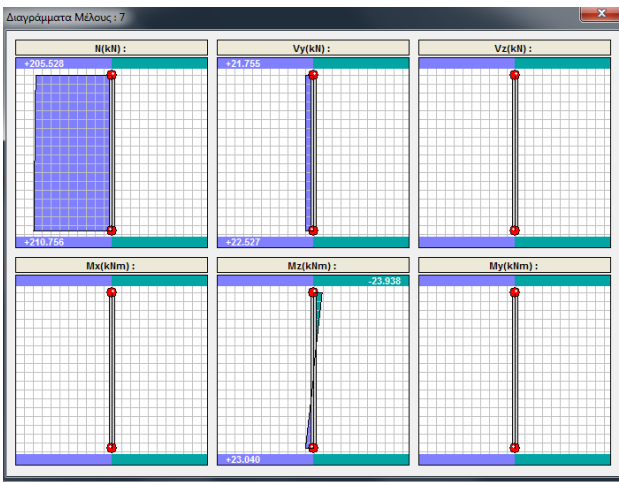 Διαγράμματα Μέλους : 7
N(kN) :
Vy(kN) :
Vz(kN) :
+205.528
+21.755
+210.756
+22.527
Mx(kNm) :
Mz(kNm) :
My(kNm) :
-23.938
+23.040